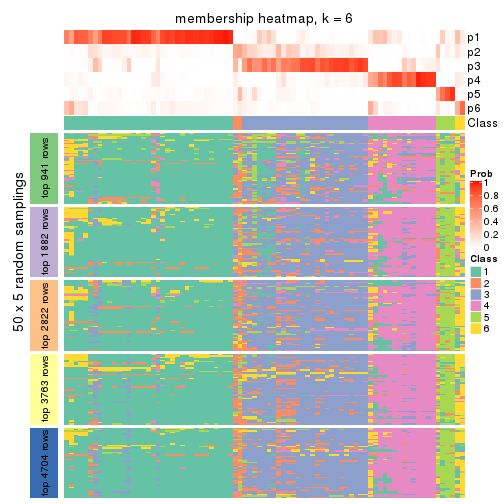 membership heatmap, k = 6
p1
p2
p3
p4
p5
p6
Class
50 x 5 random samplings
top 941 rows
top 1882 rows
top 2822 rows
top 3763 rows
top 4704 rows
Prob
1
0.8
0.6
0.4
0.2
0
Class
1
2
3
4
5
6